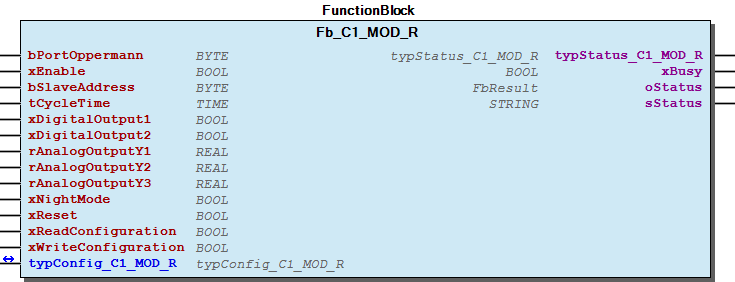 FunctionBlock
Fb_C1_MOD_R
bPortOppermann BYTE typStatus_C1_MOD_R typStatus_C1_MOD_R
xEnable BOOL BOOL xBusy
bSlaveAddress BYTE FbResult oStatus
tCycleTime TIME STRING sStatus
xDigitalOutput1 BOOL
xDigitalOutput2 BOOL
rAnalogOutputY1 REAL
rAnalogOutputY2 REAL
rAnalogOutputY3 REAL
xNightMode BOOL
xReset BOOL
xReadConfiguration BOOL
xWriteConfiguration BOOL
typConfig_C1_MOD_R typConfig_C1_MOD_R